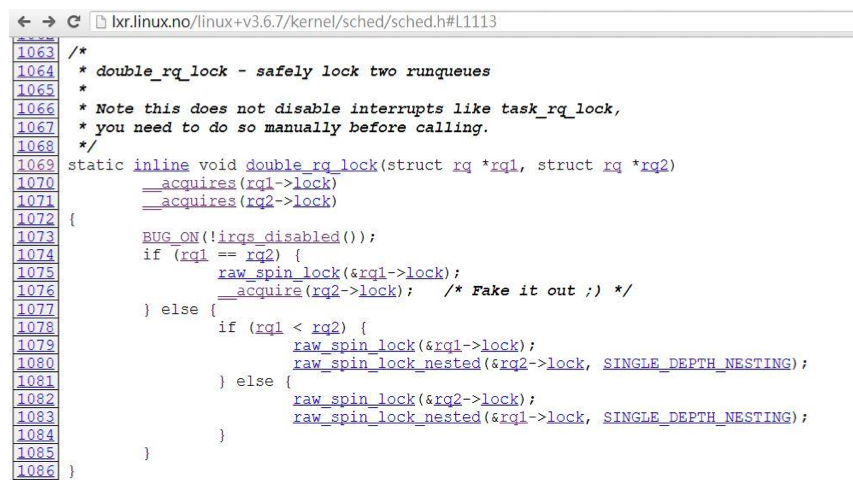 lxr.linux.no/linux+v3.6.7/kernel/sched/sched.h#L1113
1063 /*
1064  * double_rq_lock - safely lock two runqueues
1065  *
1066  * Note this does not disable interrupts like task_rq_lock,
1067  * you need to do so manually before calling.
1068  */
1069 static inline void double_rq_lock(struct rq *rq1, struct rq *rq2)
1070         __acquires(rq1->lock)
1071         __acquires(rq2->lock)
1072 {
1073         BUG_ON(!irqs_disabled());
1074         if (rq1 == rq2) {
1075                 raw_spin_lock(&rq1->lock);
1076                 __acquire(rq2->lock);   /* Fake it out ;) */
1077         } else {
1078                 if (rq1 < rq2) {
1079                         raw_spin_lock(&rq1->lock);
1080                         raw_spin_lock_nested(&rq2->lock, SINGLE_DEPTH_NESTING);
1081                 } else {
1082                         raw_spin_lock(&rq2->lock);
1083                         raw_spin_lock_nested(&rq1->lock, SINGLE_DEPTH_NESTING);
1084                 }
1085         }
1086 }